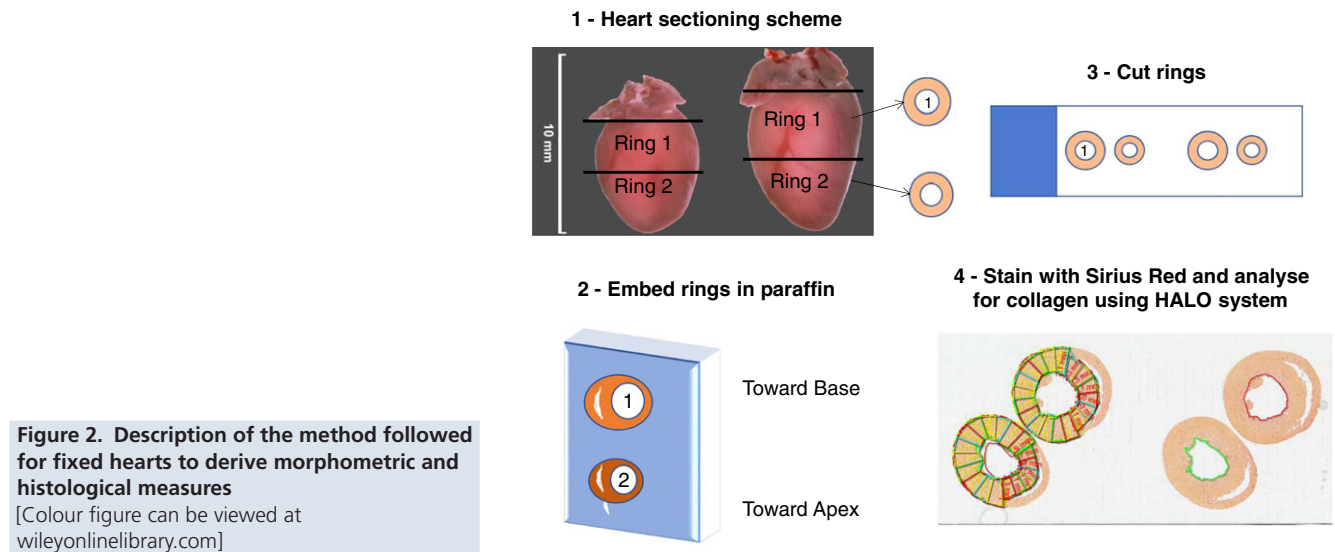 1 - Heart sectioning scheme
10 mm
Ring 1
Ring 2
Ring 1
Ring 2
1
3 - Cut rings
1
2 - Embed rings in paraffin
1
2
Toward Base
Toward Apex
4 - Stain with Sirius Red and analyse
for collagen using HALO system
Figure 2. Description of the method followed
for fixed hearts to derive morphometric and
histological measures
[Colour figure can be viewed at
wileyonlinelibrary.com]